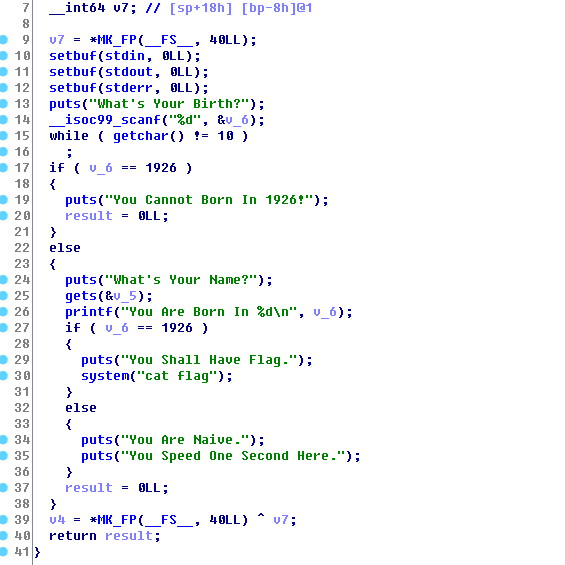 7 __int64 v7; // [sp+18h] [bp-8h]@1
8
9 v7 = *MK_FP(__FS__, 40LL);
10 setbuf(stdin, 0LL);
11 setbuf(stdout, 0LL);
12 setbuf(stderr, 0LL);
13 puts("What's Your Birth?");
14 __isoc99_scanf("%d", &v_6);
15 while ( getchar() != 10 )
16 ;
17 if ( v_6 == 1926 )
18 {
19 puts("You Cannot Born In 1926!");
20 result = 0LL;
21 }
22 else
23 {
24 puts("What's Your Name?");
25 gets(&v_5);
26 printf("You Are Born In %d\n", v_6);
27 if ( v_6 == 1926 )
28 {
29 puts("You Shall Have Flag.");
30 system("cat flag");
31 }
32 else
33 {
34 puts("You Are Naive.");
35 puts("You Speed One Second Here.");
36 }
37 result = 0LL;
38 }
39 v4 = *MK_FP(__FS__, 40LL) ^ v7;
40 return result;
41 }